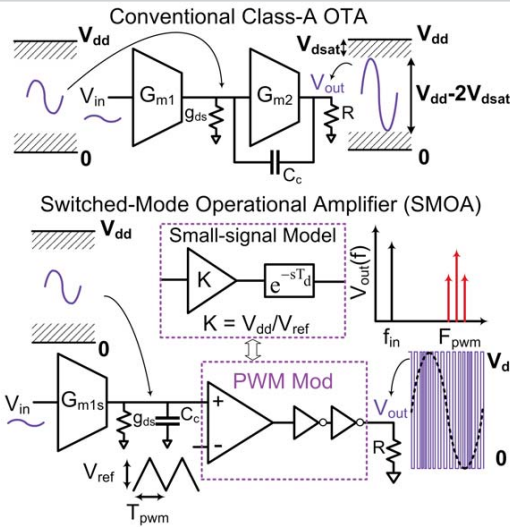 Conventional Class-A OTA
Vdd
Vin
Gm1
gds
Gm2
Cc
R
Vout
Vdsat
Vdd
Vdd-2Vdsat
0
0
Switched-Mode Operational Amplifier (SMOA)
Vdd
0
Small-signal Model
K
e^-sTd
K = Vdd/Vref
Vout(f)
fin
Fpwm
PWM Mod
Vin
Gm1s
gds
Cc
+
-
Vref
Tpwm
Vout
R
Vd
0